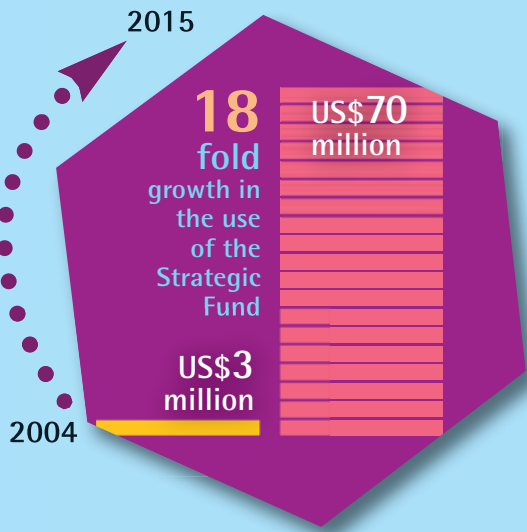 2015
18
fold
growth in
the use
of the
Strategic
Fund
US$70
million
US$3
million
2004